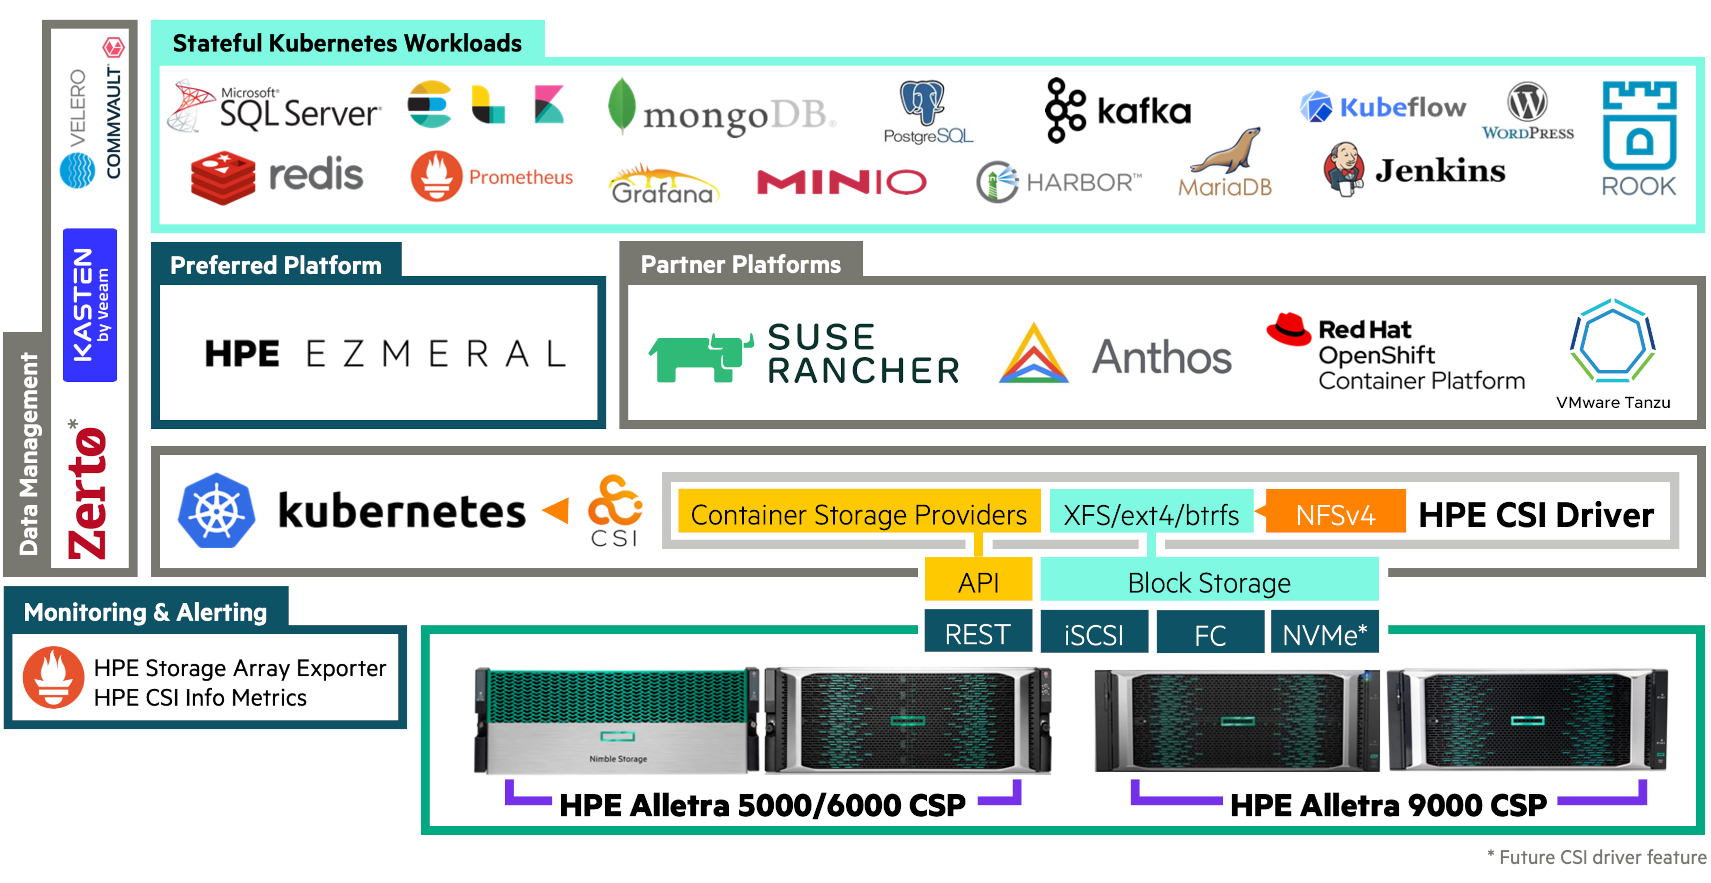 Stateful Kubernetes Workloads
Microsoft®
SQL Server®
mongoDB®
PostgreSQL
kafka
Kubeflow
WORDPRESS
redis
Prometheus
Grafana
MINIO
HARBOR™
MariaDB
Jenkins
ROOK
Data Management
VELERO
COMMVAULT
KASTEN
by Veeam
Zerto*
Preferred Platform
HPE EZMERAL
Partner Platforms
SUSE
RANCHER
Anthos
Red Hat
OpenShift
Container Platform
VMware Tanzu
kubernetes
CSI
Container Storage Providers
XFS/ext4/btrfs
NFSv4
HPE CSI Driver
API
Block Storage
REST
iSCSI
FC
NVMe*
Monitoring & Alerting
HPE Storage Array Exporter
HPE CSI Info Metrics
Nimble Storage
HPE Alletra 5000/6000 CSP
HPE Alletra 9000 CSP
* Future CSI driver feature